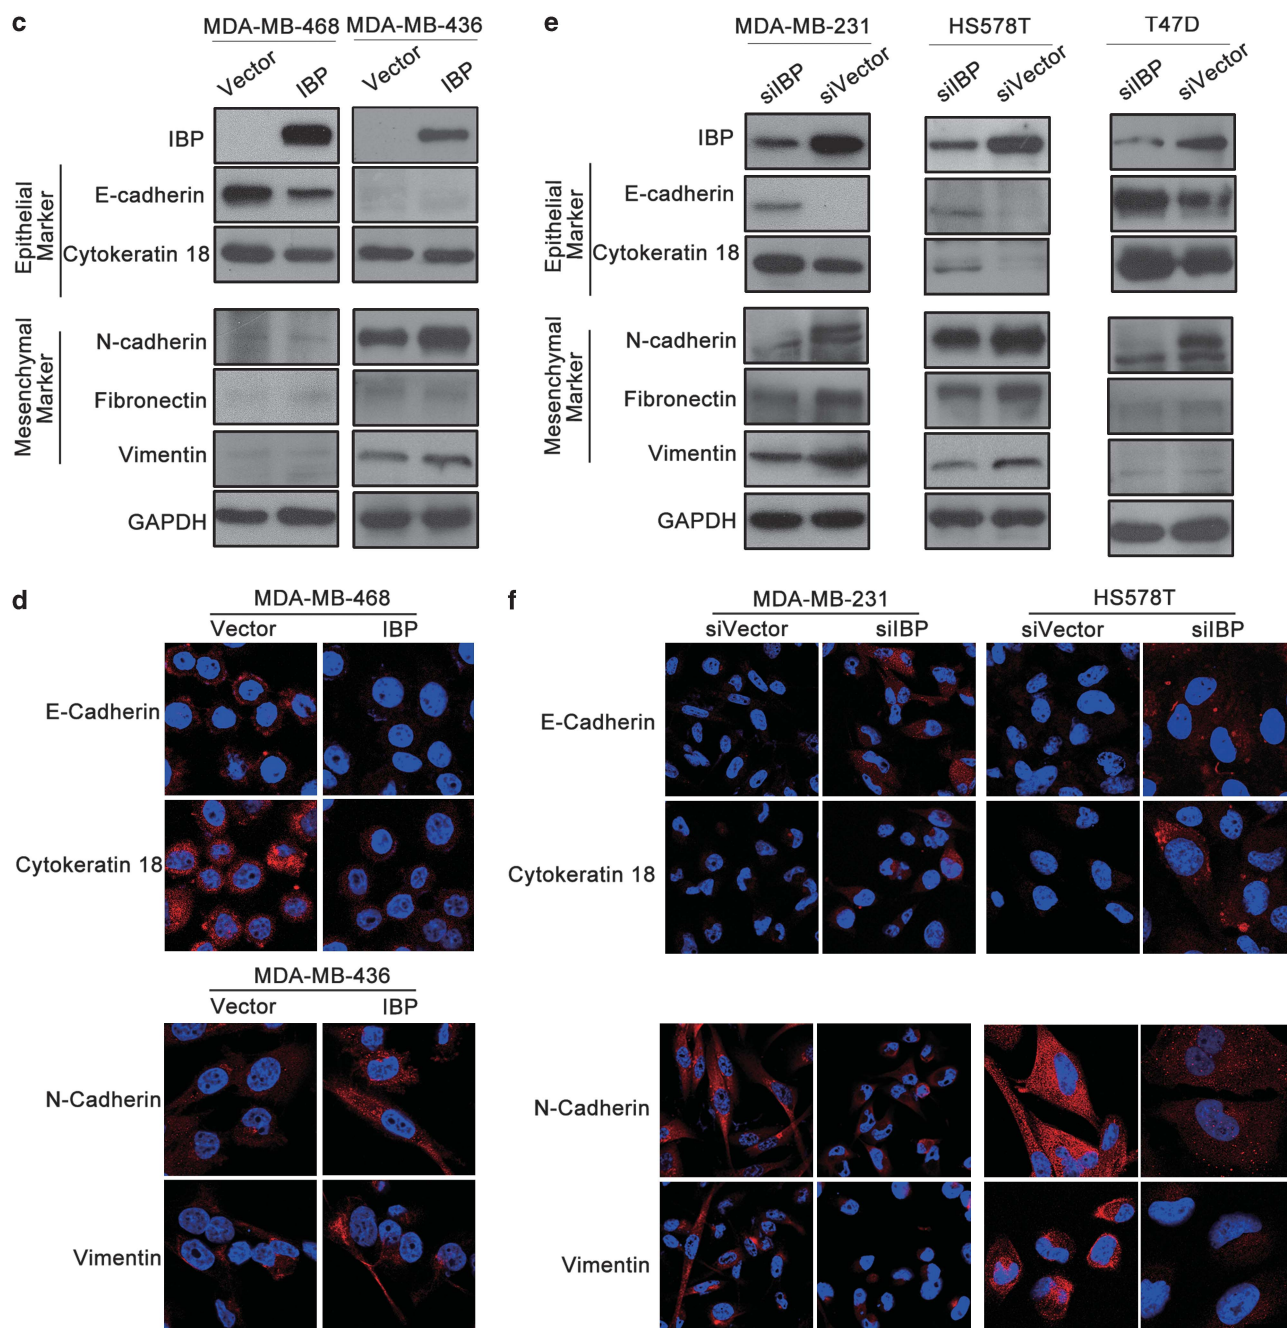 c
MDA-MB-468 MDA-MB-436
Vector IBP Vector IBP
IBP
Epithelial Marker
E-cadherin
Cytokeratin 18
Mesenchymal Marker
N-cadherin
Fibronectin
Vimentin
GAPDH
e
MDA-MB-231 HS578T T47D
siIBP siVector siIBP siVector siIBP siVector
IBP
Epithelial Marker
E-cadherin
Cytokeratin 18
Mesenchymal Marker
N-cadherin
Fibronectin
Vimentin
GAPDH
d
MDA-MB-468
Vector IBP
E-Cadherin
Cytokeratin 18
MDA-MB-436
Vector IBP
N-Cadherin
Vimentin
f
MDA-MB-231 HS578T
siVector siIBP siVector siIBP
E-Cadherin
Cytokeratin 18
N-Cadherin
Vimentin